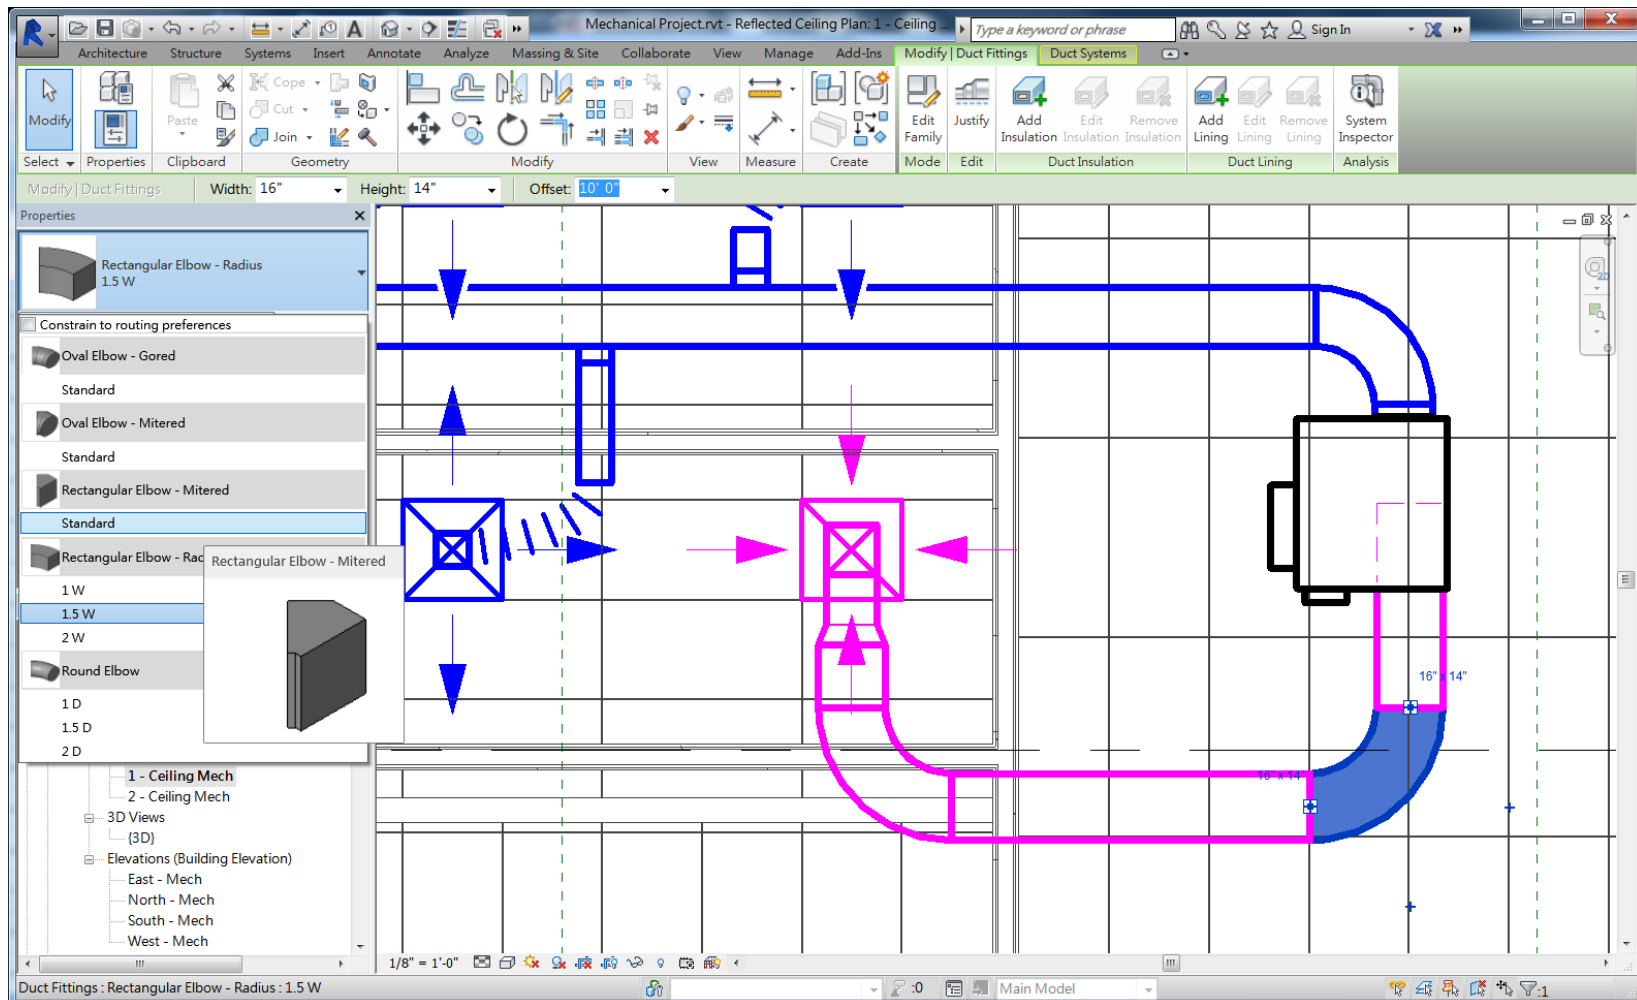 Mechanical Project.rvt - Reflected Ceiling Plan: 1 - Ceiling ...
Type a keyword or phrase
Sign In
Architecture Structure Systems Insert Annotate Analyze Massing & Site Collaborate View Manage Add-Ins Modify | Duct Fittings Duct Systems
Modify
Paste
Cope
Cut
Join
Edit Family
Justify
Add Insulation
Edit Insulation
Remove Insulation
Add Lining
Edit Lining
Remove Lining
System Inspector
Select Properties Clipboard Geometry Modify View Measure Create Mode Edit Duct Insulation Duct Lining Analysis
Modify | Duct Fittings Width: 16" Height: 14" Offset: 10' 0"
Properties
Rectangular Elbow - Radius
1.5 W
Constrain to routing preferences
Oval Elbow - Gored
Standard
Oval Elbow - Mitered
Standard
Rectangular Elbow - Mitered
Standard
Rectangular Elbow - Rad
Rectangular Elbow - Mitered
1 W
1.5 W
2 W
Round Elbow
1 D
1.5 D
2 D
1 - Ceiling Mech
2 - Ceiling Mech
3D Views
{3D}
Elevations (Building Elevation)
East - Mech
North - Mech
South - Mech
West - Mech
2D
16" x 14"
16" x 14"
1/8" = 1'-0"
Duct Fittings : Rectangular Elbow - Radius : 1.5 W
:0
Main Model
:1